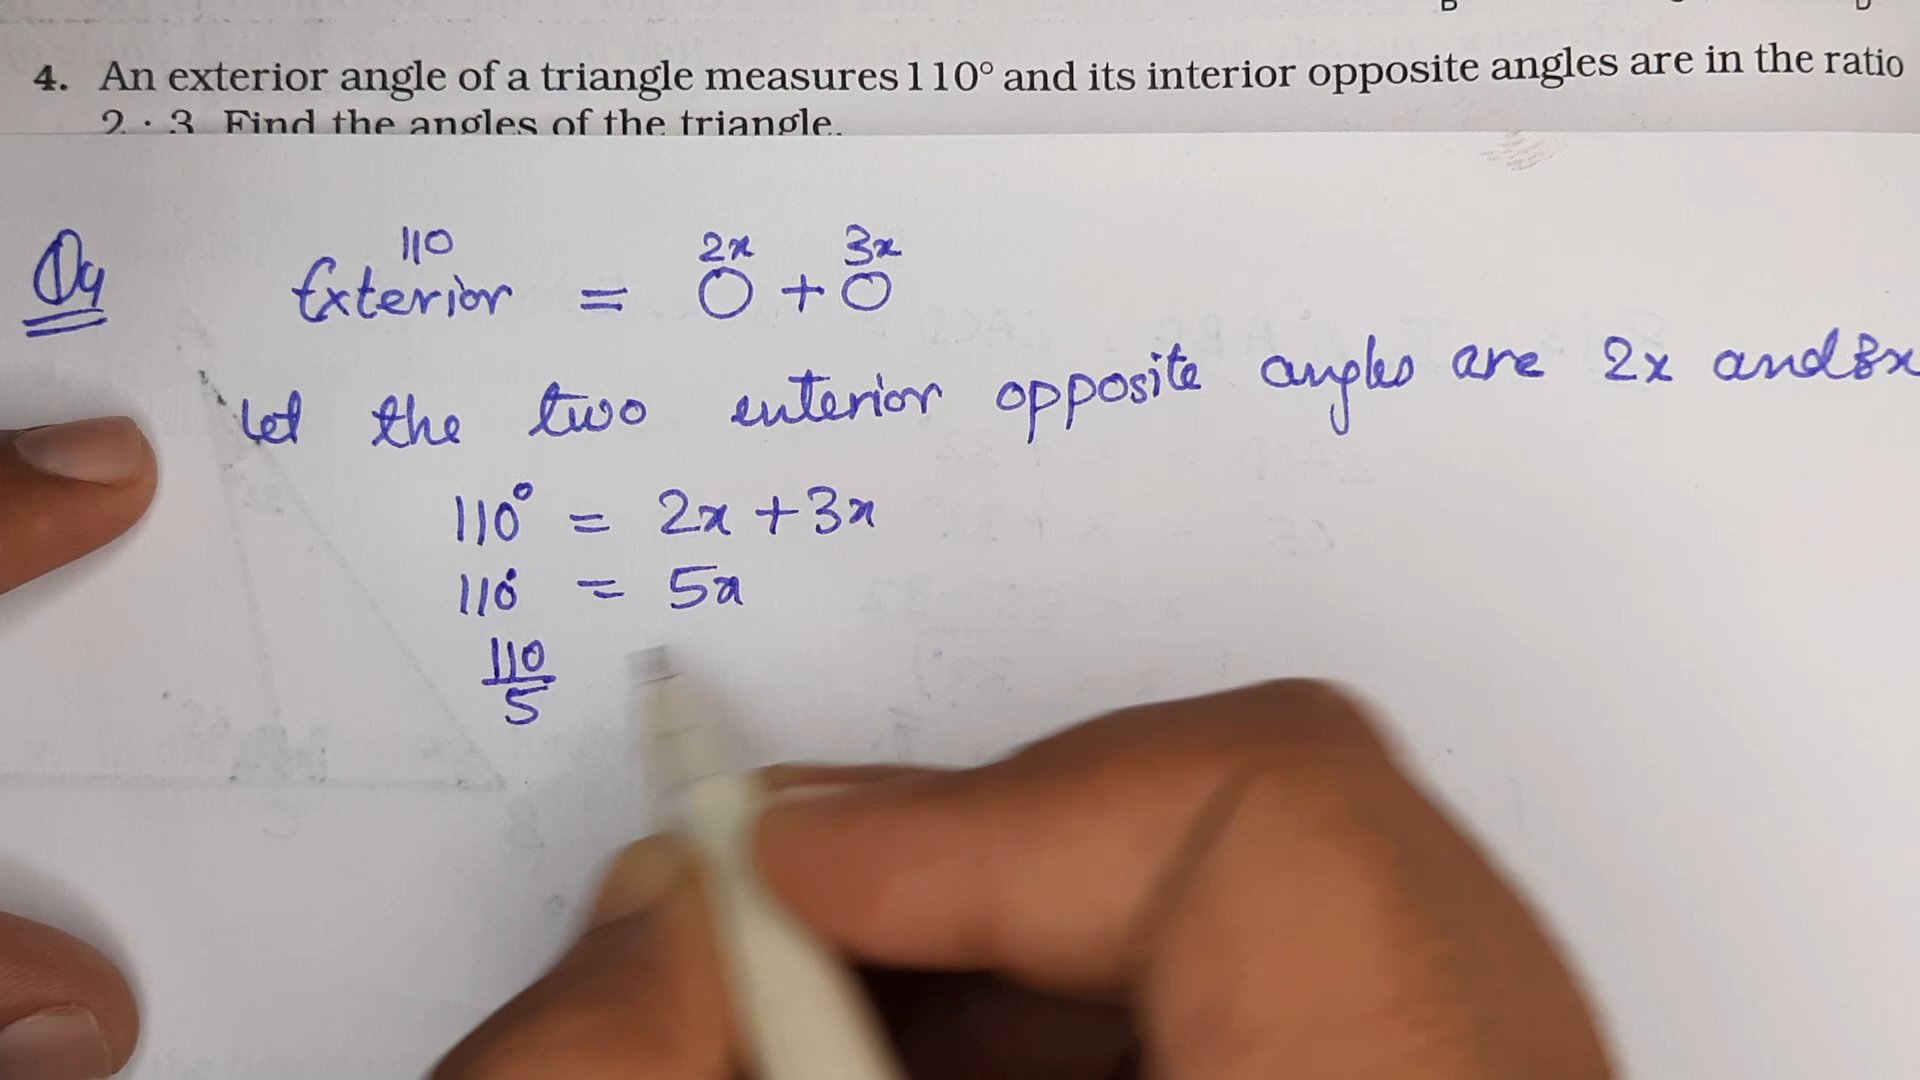 4. An exterior angle of a triangle measures 110° and its interior opposite angles are in the ratio
2 : 3. Find the angles of the triangle.
Q4
110 2x 3x
Exterior = O + O
Let the two interior opposite angles are 2x and 3x
110° = 2x + 3x
110° = 5x
110
5